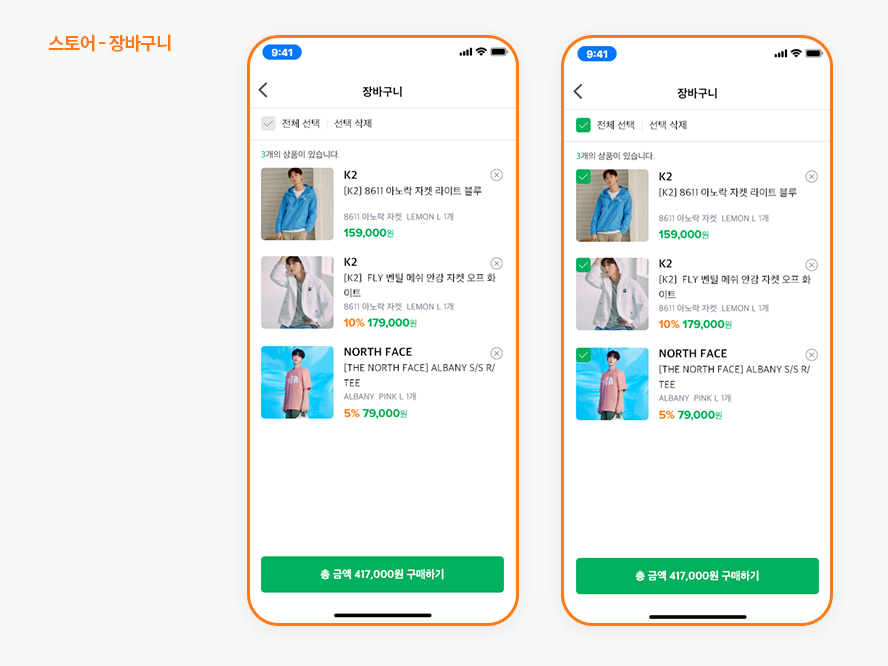 스토어 - 장바구니
9:41
장바구니
전체 선택 | 선택 삭제
3개의 상품이 있습니다.
K2
[K2] 8611 아노락 자켓 라이트 블루
8611 아노락 자켓 LEMON L 1개
159,000원
K2
[K2] FLY 벤틸 메쉬 안감 자켓 오프 화
이트
8611 아노락 자켓 LEMON L 1개
10% 179,000원
NORTH FACE
[THE NORTH FACE] ALBANY S/S R/
TEE
ALBANY PINK L 1개
5% 79,000원
총 금액 417,000원 구매하기
9:41
장바구니
전체 선택 | 선택 삭제
3개의 상품이 있습니다.
K2
[K2] 8611 아노락 자켓 라이트 블루
8611 아노락 자켓 LEMON L 1개
159,000원
K2
[K2] FLY 벤틸 메쉬 안감 자켓 오프 화
이트
8611 아노락 자켓 LEMON L 1개
10% 179,000원
NORTH FACE
[THE NORTH FACE] ALBANY S/S R/
TEE
ALBANY PINK L 1개
5% 79,000원
총 금액 417,000원 구매하기